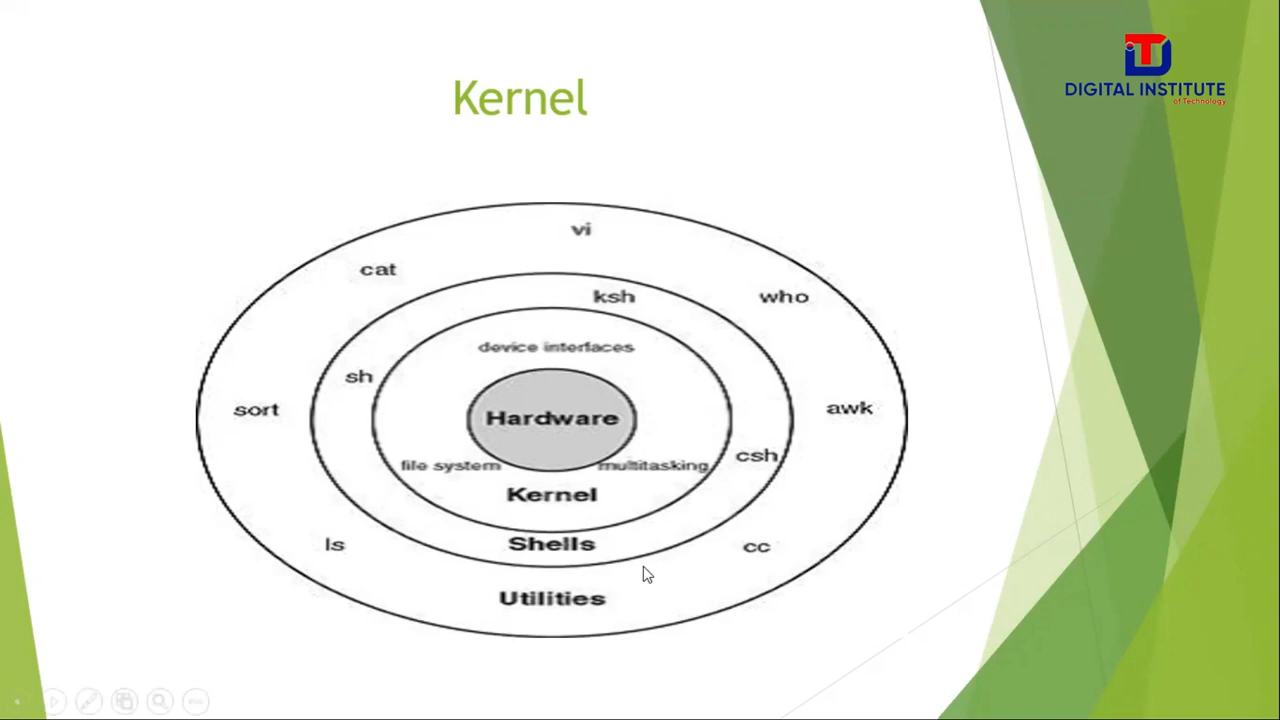 DIGITAL INSTITUTE
of Technology
Kernel
vi
cat
ksh
who
device interfaces
sh
sort
Hardware
awk
csh
file system
multitasking
Kernel
ls
Shells
cc
Utilities